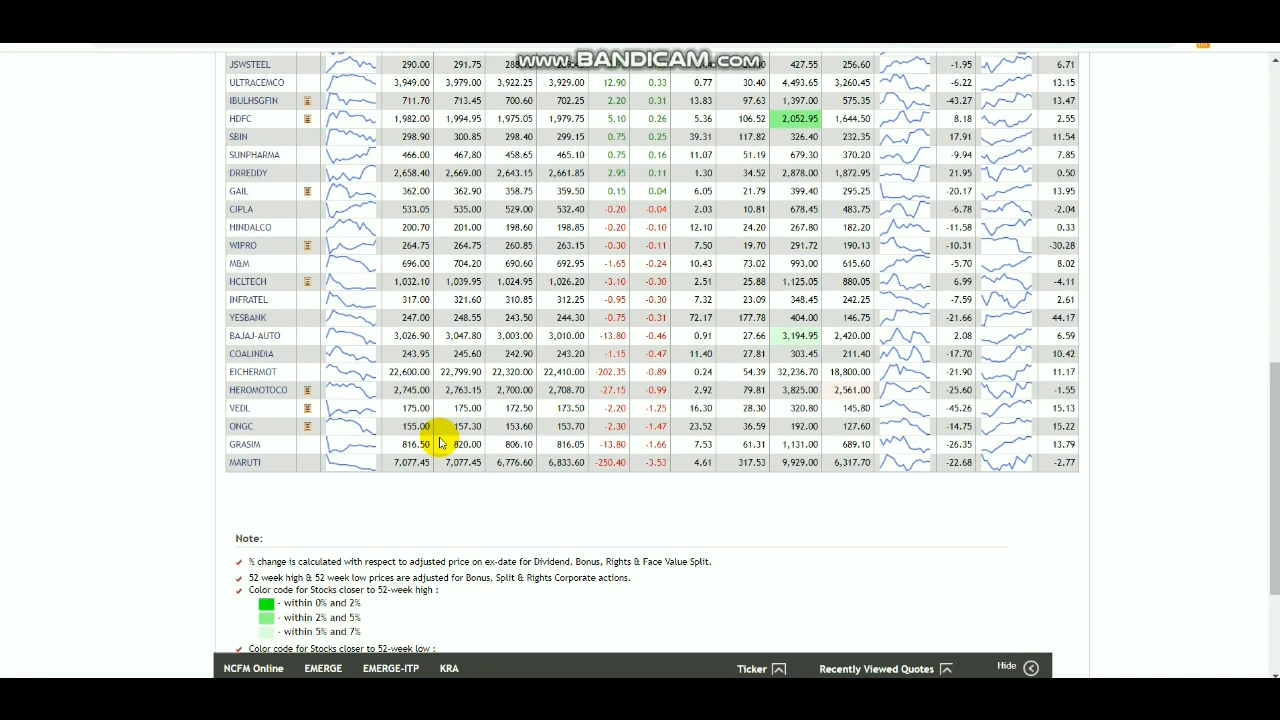 www.BANDICAM.com
JSWSTEEL 290.00 291.75 427.55 256.60 -1.95 6.71
ULTRACEMCO 3,949.00 3,979.00 3,922.25 3,929.00 12.90 0.33 0.77 30.40 4,493.65 3,260.45 -6.22 13.15
IBULHSGFIN 711.70 713.45 700.60 702.25 2.20 0.31 13.83 97.63 1,397.00 575.35 -43.27 13.47
HDFC 1,982.00 1,994.95 1,975.05 1,979.75 5.10 0.26 5.36 106.52 2,052.95 1,644.50 8.18 2.55
SBIN 298.90 300.85 298.40 299.15 0.75 0.25 39.31 117.82 326.40 232.35 17.91 11.54
SUNPHARMA 466.00 467.80 458.65 465.10 0.75 0.16 11.07 51.19 679.30 370.20 -9.94 7.85
DRREDDY 2,658.40 2,669.00 2,643.15 2,661.85 2.95 0.11 1.30 34.52 2,878.00 1,872.95 21.95 0.50
GAIL 362.00 362.90 358.75 359.50 0.15 0.04 6.05 21.79 399.40 295.25 -20.17 13.95
CIPLA 533.05 535.00 529.00 532.40 -0.20 -0.04 2.03 10.81 678.45 483.75 -6.78 -2.04
HINDALCO 200.70 201.00 198.60 198.85 -0.20 -0.10 12.10 24.20 267.80 182.20 -11.58 0.33
WIPRO 264.75 264.75 260.85 263.15 -0.30 -0.11 7.50 19.70 291.72 190.13 -10.31 -30.28
M&M 696.00 704.20 690.60 692.95 -1.65 -0.24 10.43 73.02 993.00 615.60 -5.70 8.02
HCLTECH 1,032.10 1,039.95 1,024.95 1,026.20 -3.10 -0.30 2.51 25.88 1,125.05 880.05 6.99 -4.11
INFRATEL 317.00 321.60 310.85 312.25 -0.95 -0.30 7.32 23.09 348.45 242.25 -7.59 2.61
YESBANK 247.00 248.55 243.50 244.30 -0.75 -0.31 72.17 177.78 404.00 146.75 -21.66 44.17
BAJAJ-AUTO 3,026.90 3,047.80 3,003.00 3,010.00 -13.80 -0.46 0.91 27.66 3,194.95 2,420.00 2.08 6.59
COALINDIA 243.95 245.60 242.90 243.20 -1.15 -0.47 11.40 27.81 303.45 211.40 -17.70 10.42
EICHERMOT 22,600.00 22,799.90 22,320.00 22,410.00 -202.35 -0.89 0.24 54.39 32,233.70 18,800.00 -21.90 11.17
HEROMOTOCO 2,745.00 2,763.15 2,700.00 2,708.70 -27.15 -0.99 2.92 79.81 3,825.00 2,561.00 -25.60 -1.55
VEDL 175.00 175.00 172.50 173.50 -2.20 -1.25 16.30 28.30 320.80 145.80 -45.26 15.13
ONGC 155.00 157.30 153.60 153.70 -2.30 -1.47 23.52 36.59 192.00 127.60 -14.75 15.22
GRASIM 816.50 820.00 806.10 816.05 -13.80 -1.66 7.53 61.31 1,131.00 689.10 -26.35 13.79
MARUTI 7,077.45 7,077.45 6,776.60 6,833.60 -250.40 -3.53 4.61 317.53 9,929.00 6,317.70 -22.68 -2.77
Note:
% change is calculated with respect to adjusted price on ex-date for Dividend, Bonus, Rights & Face Value Split.
52 week high & 52 week low prices are adjusted for Bonus, Split & Rights Corporate actions.
Color code for Stocks closer to 52-week high :
- within 0% and 2%
- within 2% and 5%
- within 5% and 7%
Color code for Stocks closer to 52-week low :
NCFM Online EMERGE EMERGE-ITP KRA Ticker Recently Viewed Quotes Hide